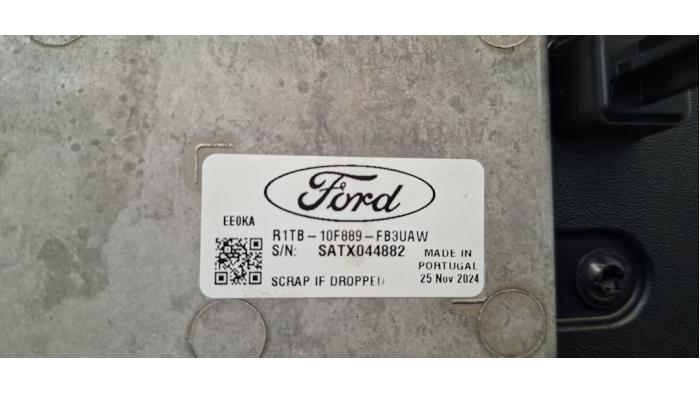 Ford
EE0KA
R1TB-10F889-FB3UAW
S/N: SATX044882
MADE IN
PORTUGAL
SCRAP IF DROPPED
25 Nov 2024